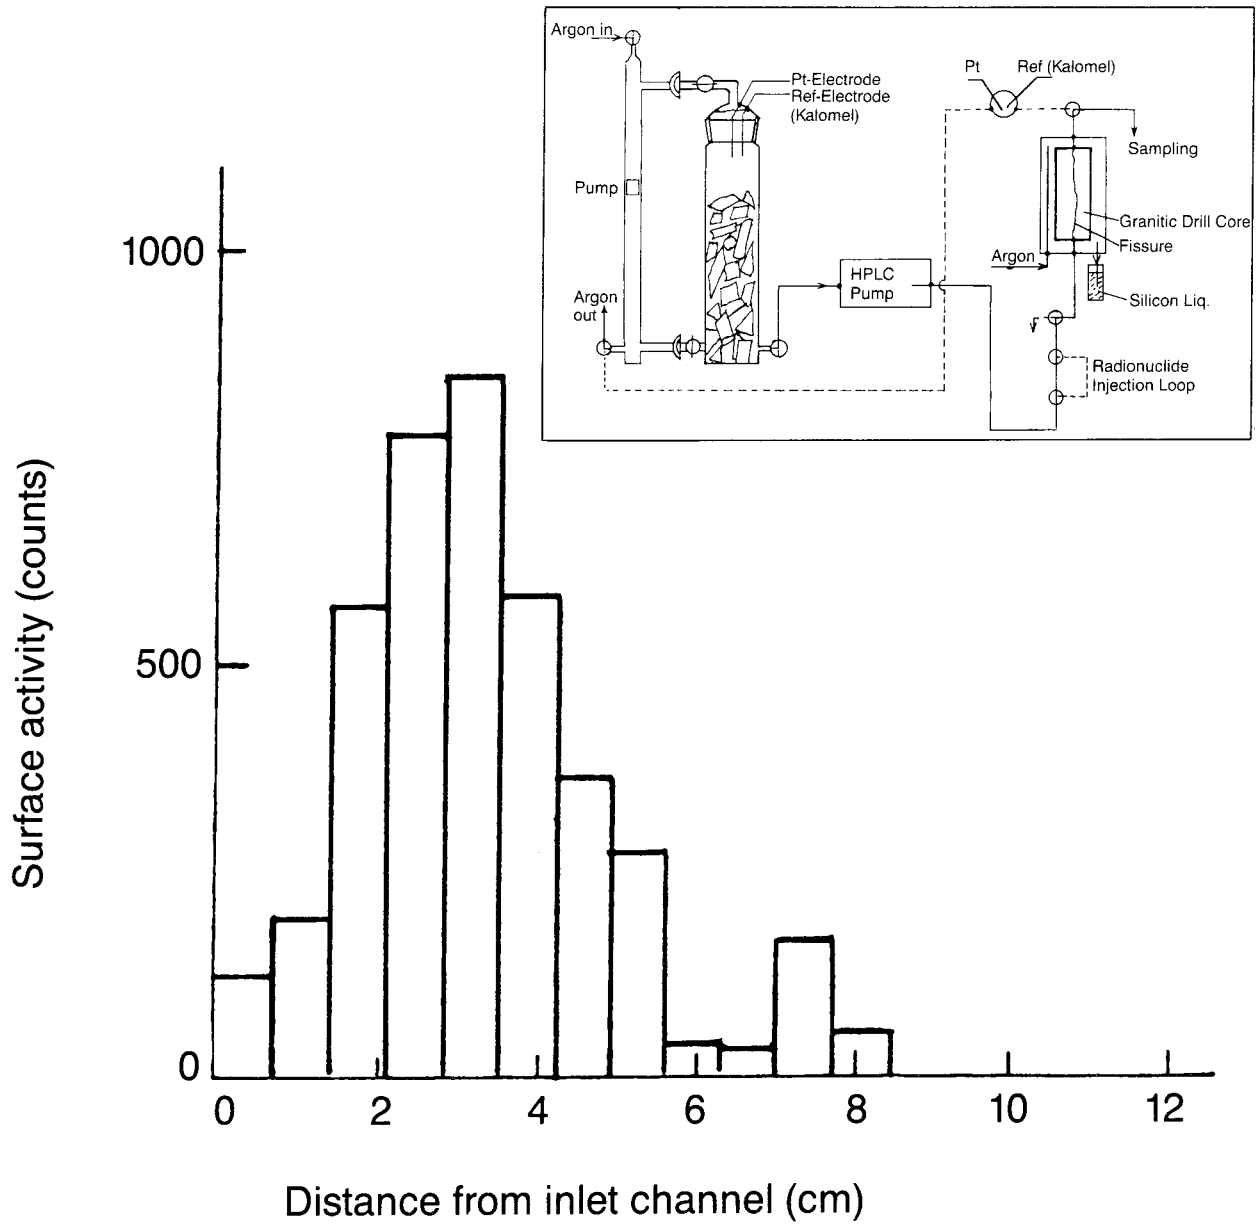 Argon in
Pt-Electrode
Ref-Electrode
(Kalomel)
Pump
Argon
out
HPLC
Pump
Pt
Ref (Kalomel)
Sampling
Granitic Drill Core
Fissure
Argon
Silicon Liq.
Radionuclide
Injection Loop
1000
500
0
Surface activity (counts)
0 2 4 6 8 10 12
Distance from inlet channel (cm)